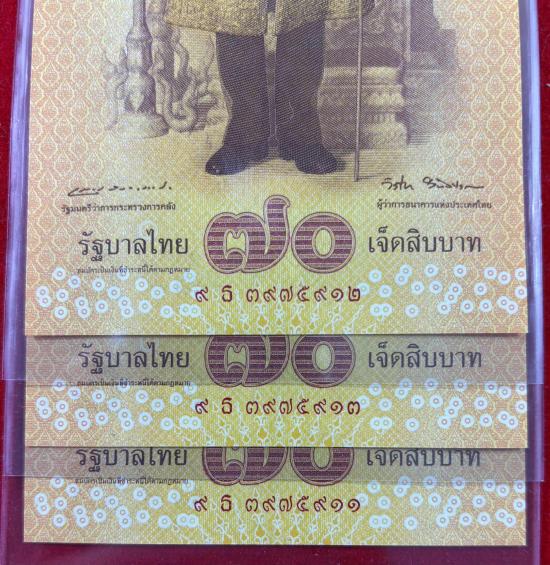 รัฐมนตรีว่าการกระทรวงการคลัง ผู้ว่าการธนาคารแห่งประเทศไทย
รัฐบาลไทย ๗๐ เจ็ดสิบบาท
ธนบัตรเป็นเงินที่ชำระหนี้ได้ตามกฎหมาย
๙ ธ ๓๙๗๕๙๑๒
รัฐบาลไทย ๗๐ เจ็ดสิบบาท
ธนบัตรเป็นเงินที่ชำระหนี้ได้ตามกฎหมาย
๙ ธ ๓๙๗๕๙๑๓
รัฐบาลไทย ๗๐ เจ็ดสิบบาท
ธนบัตรเป็นเงินที่ชำระหนี้ได้ตามกฎหมาย
๙ ธ ๓๙๗๕๙๑๑